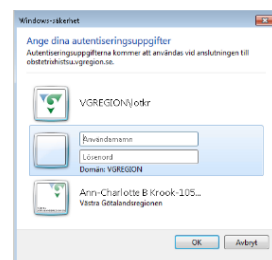 Windows-säkerhet
Ange dina autentiseringsuppgifter
Autentiseringsuppgifterna kommer att användas vid anslutningen till
obstetrixhistsu.vgregion.se.
VGREGION\lotkr
Användarnamn
Lösenord
Domän: VGREGION
Ann-Charlotte B Krook-105...
Västra Götalandsregionen
OK
Avbryt